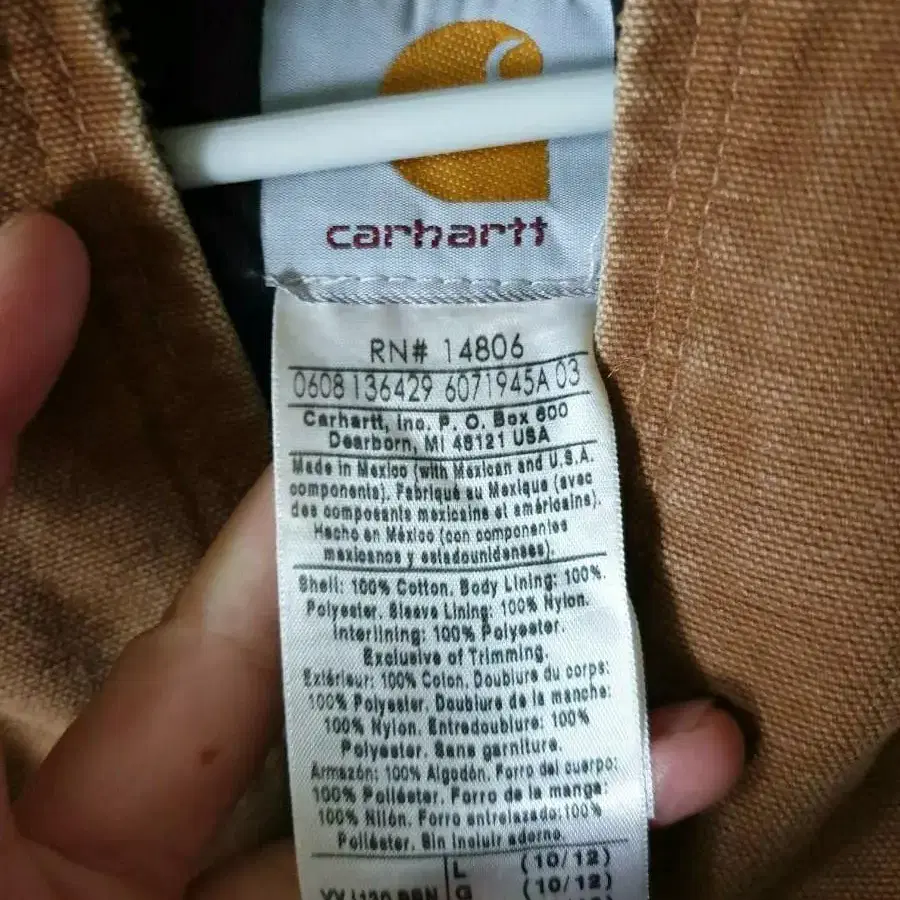 carhartt
RN# 14806
0608 136429 6071945A 03
Carhartt, Inc. P. O. Box 600
Dearborn, MI 48121 USA
Made in Mexico (with Mexican and U.S.A.
components). Fabriqué au Mexique (avec
des composants mexicains et américains).
Hecho en México (con componentes
mexicanos y estadounidenses).
Shell: 100% Cotton. Body Lining: 100%.
Polyester. Sleeve Lining: 100% Nylon.
Interlining: 100% Polyester.
Exclusive of Trimming.
Extérieur: 100% Coton. Doublure du corps:
100% Polyester. Doublure de la manche:
100% Nylon. Entredoublure: 100%
Polyester. Sans garniture.
Armazón: 100% Algodón. Forro del cuerpo:
100% Poliéster. Forro de la manga:
100% Nilón. Forro entrelazado:100%
Poliéster. Sin incluir adorno.
L (10/12)
G (10/12)